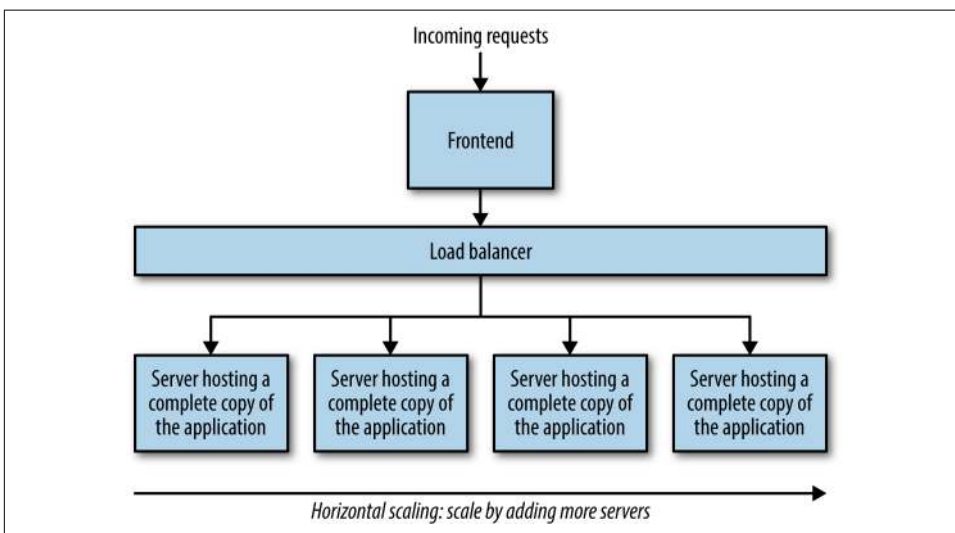 Incoming requests
Frontend
Load balancer
Server hosting a
complete copy of
the application
Server hosting a
complete copy of
the application
Server hosting a
complete copy of
the application
Server hosting a
complete copy of
the application
Horizontal scaling: scale by adding more servers